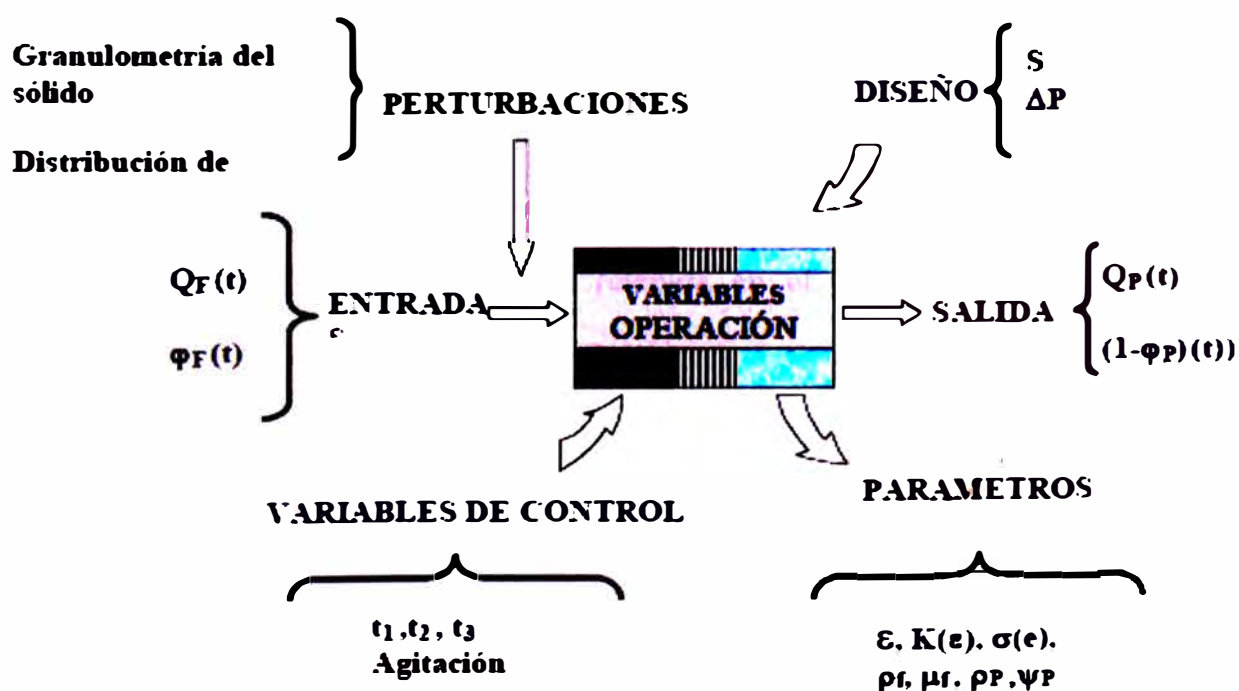 Granulometría del
sólido
Distribución de
PERTURBACIONES
DISEÑO
S
ΔP
QF(t)
φF(t)
ENTRADA
s
VARIABLES
OPERACIÓN
SALIDA
QP(t)
(1-φP)(t))
VARIABLES DE CONTROL
t1,t2, t3
Agitación
PARAMETROS
ε, K(ε), σ(e),
ρf, μf, ρP,ψP